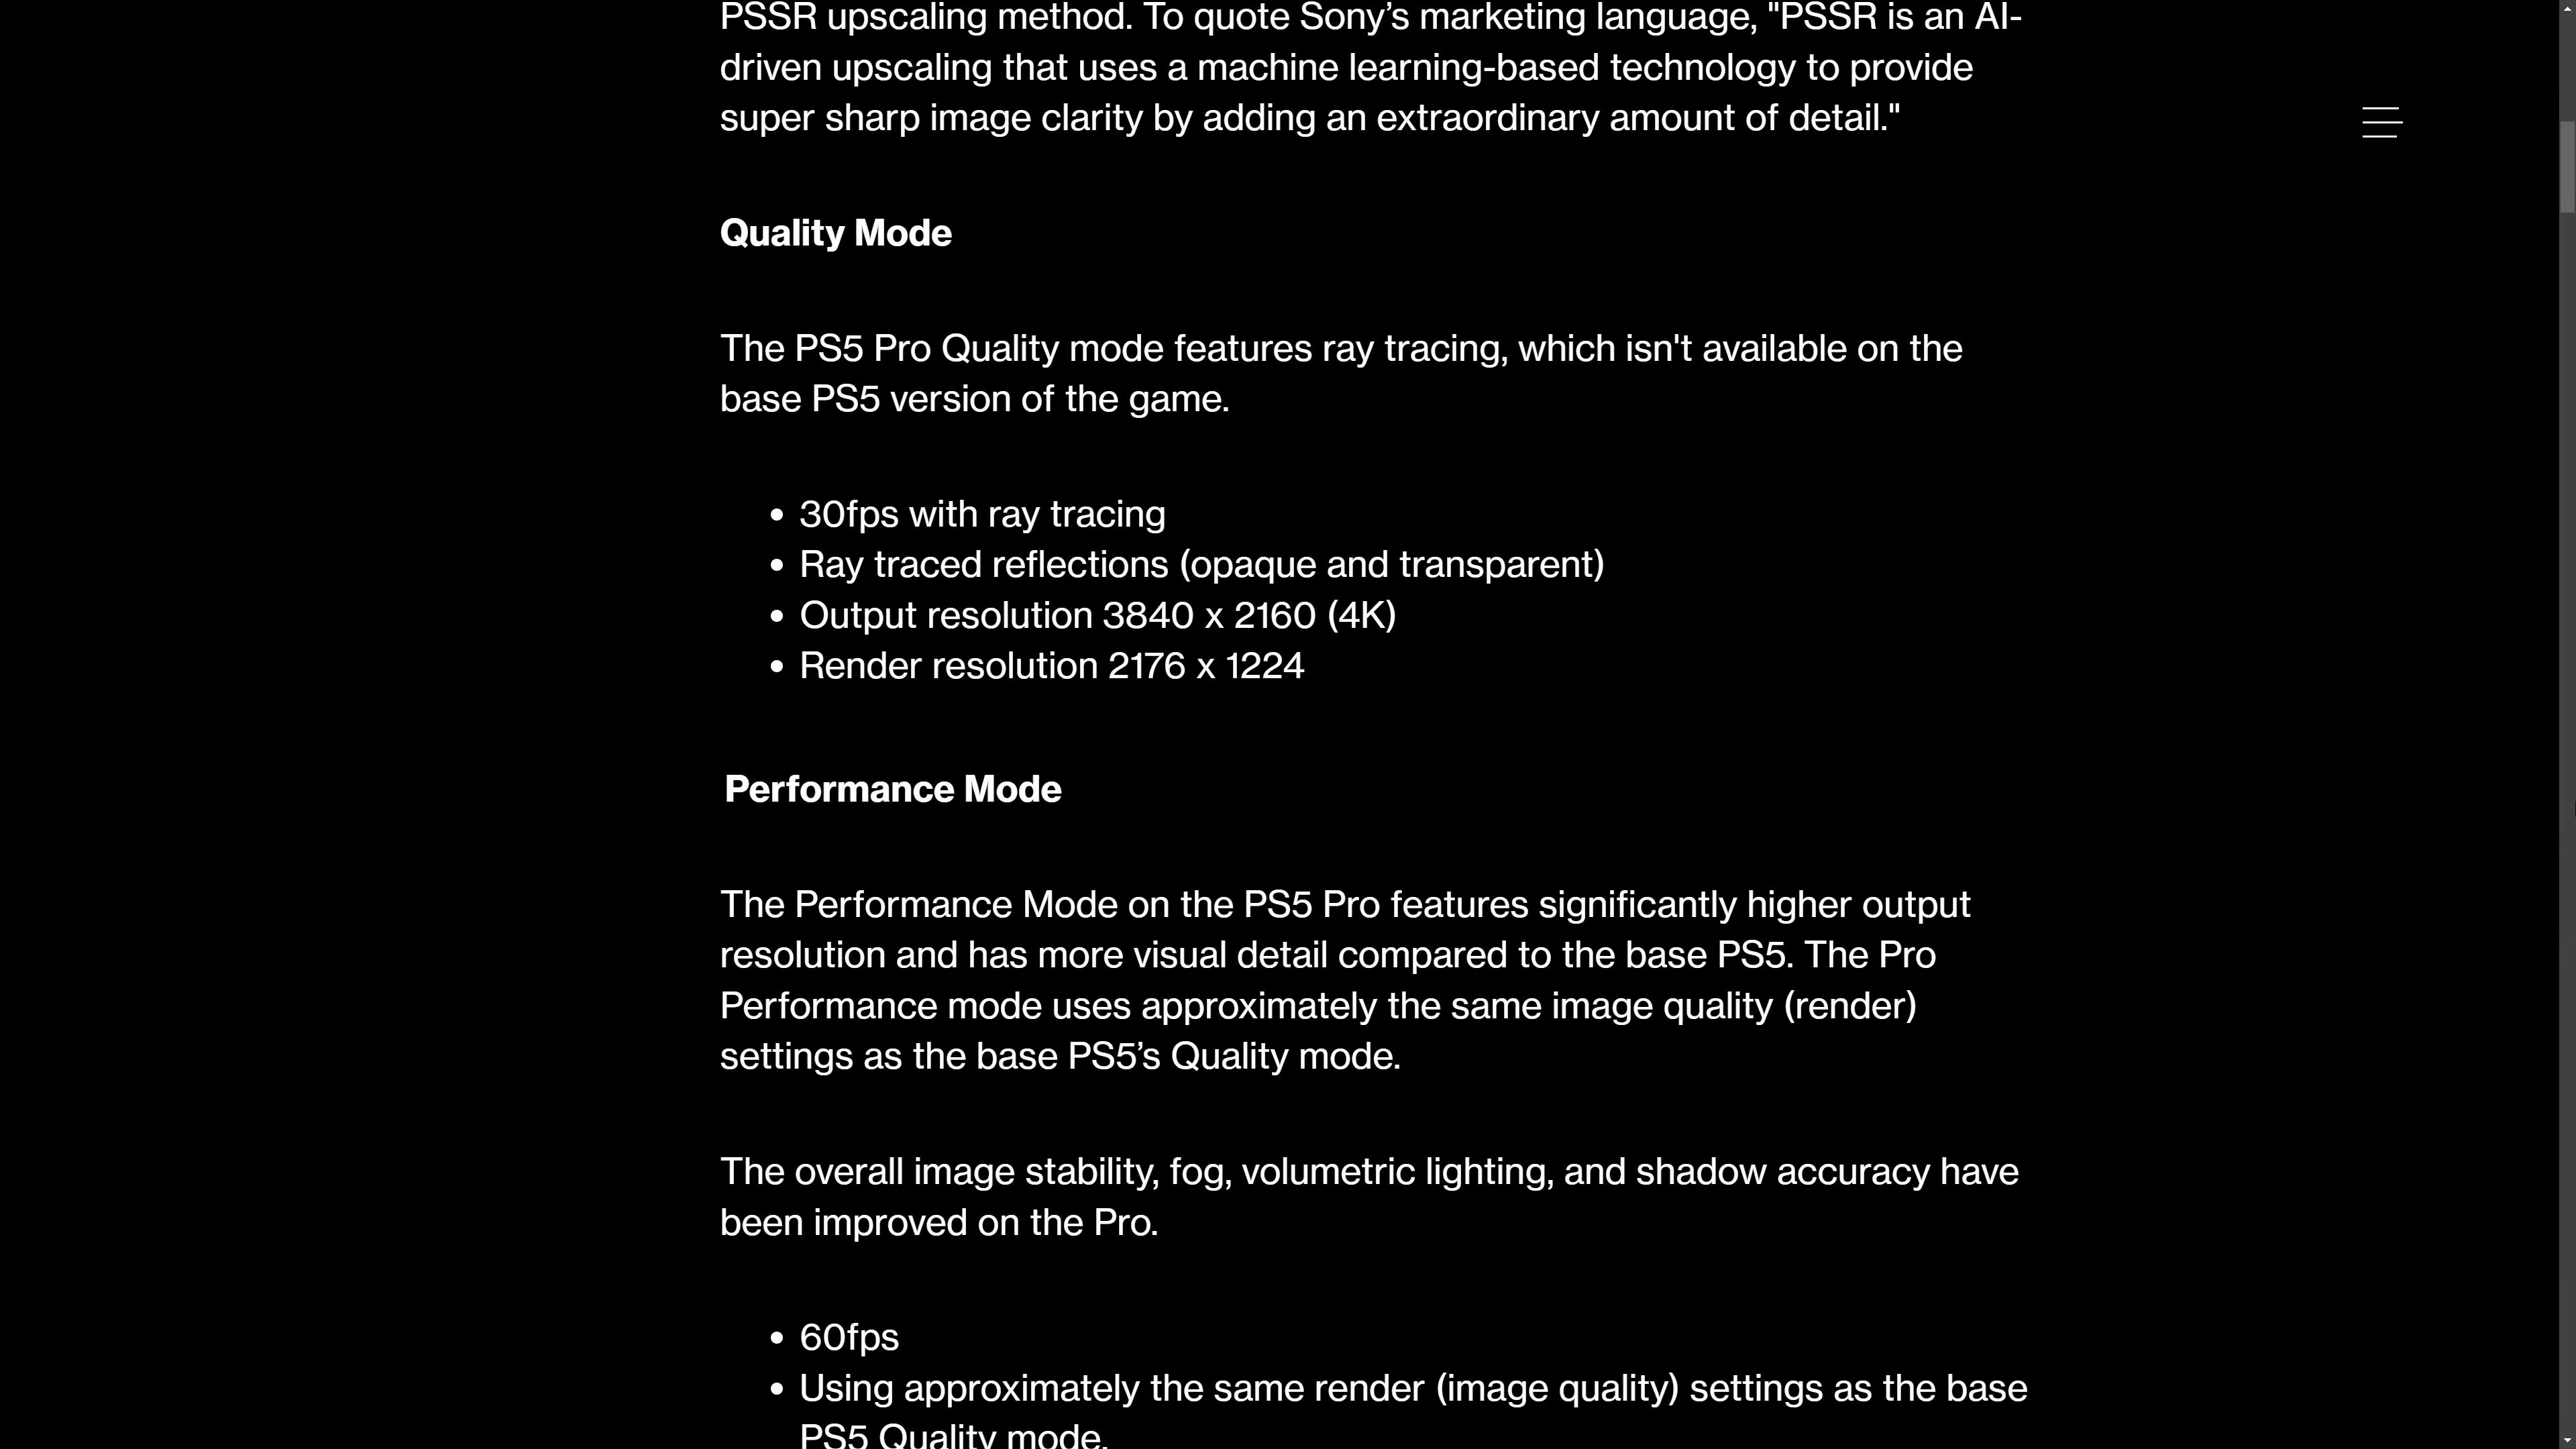 PSSR upscaling method. To quote Sony’s marketing language, "PSSR is an AI-
driven upscaling that uses a machine learning-based technology to provide
super sharp image clarity by adding an extraordinary amount of detail."
Quality Mode
The PS5 Pro Quality mode features ray tracing, which isn't available on the
base PS5 version of the game.
• 30fps with ray tracing
• Ray traced reflections (opaque and transparent)
• Output resolution 3840 x 2160 (4K)
• Render resolution 2176 x 1224
Performance Mode
The Performance Mode on the PS5 Pro features significantly higher output
resolution and has more visual detail compared to the base PS5. The Pro
Performance mode uses approximately the same image quality (render)
settings as the base PS5’s Quality mode.
The overall image stability, fog, volumetric lighting, and shadow accuracy have
been improved on the Pro.
• 60fps
• Using approximately the same render (image quality) settings as the base
PS5 Quality mode.